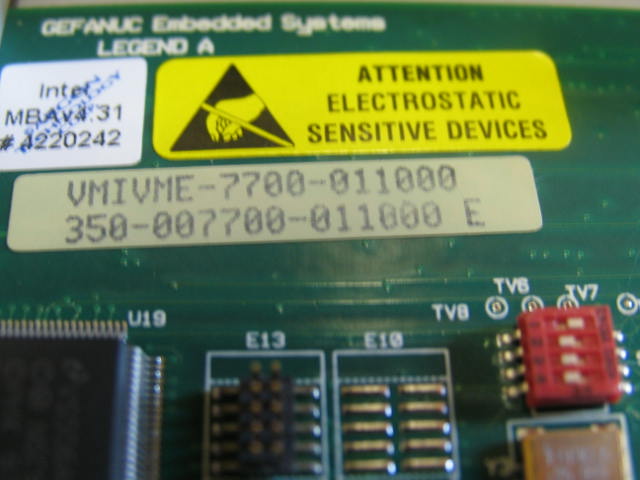 GEFANUC Embedded Systems
LEGEND A
Intel
MBAv4.31
#4220242
ATTENTION
ELECTROSTATIC
SENSITIVE DEVICES
VMIVME-7700-011000
350-007700-011000 E
TV6
TV7
TV8
U19
E13
E10